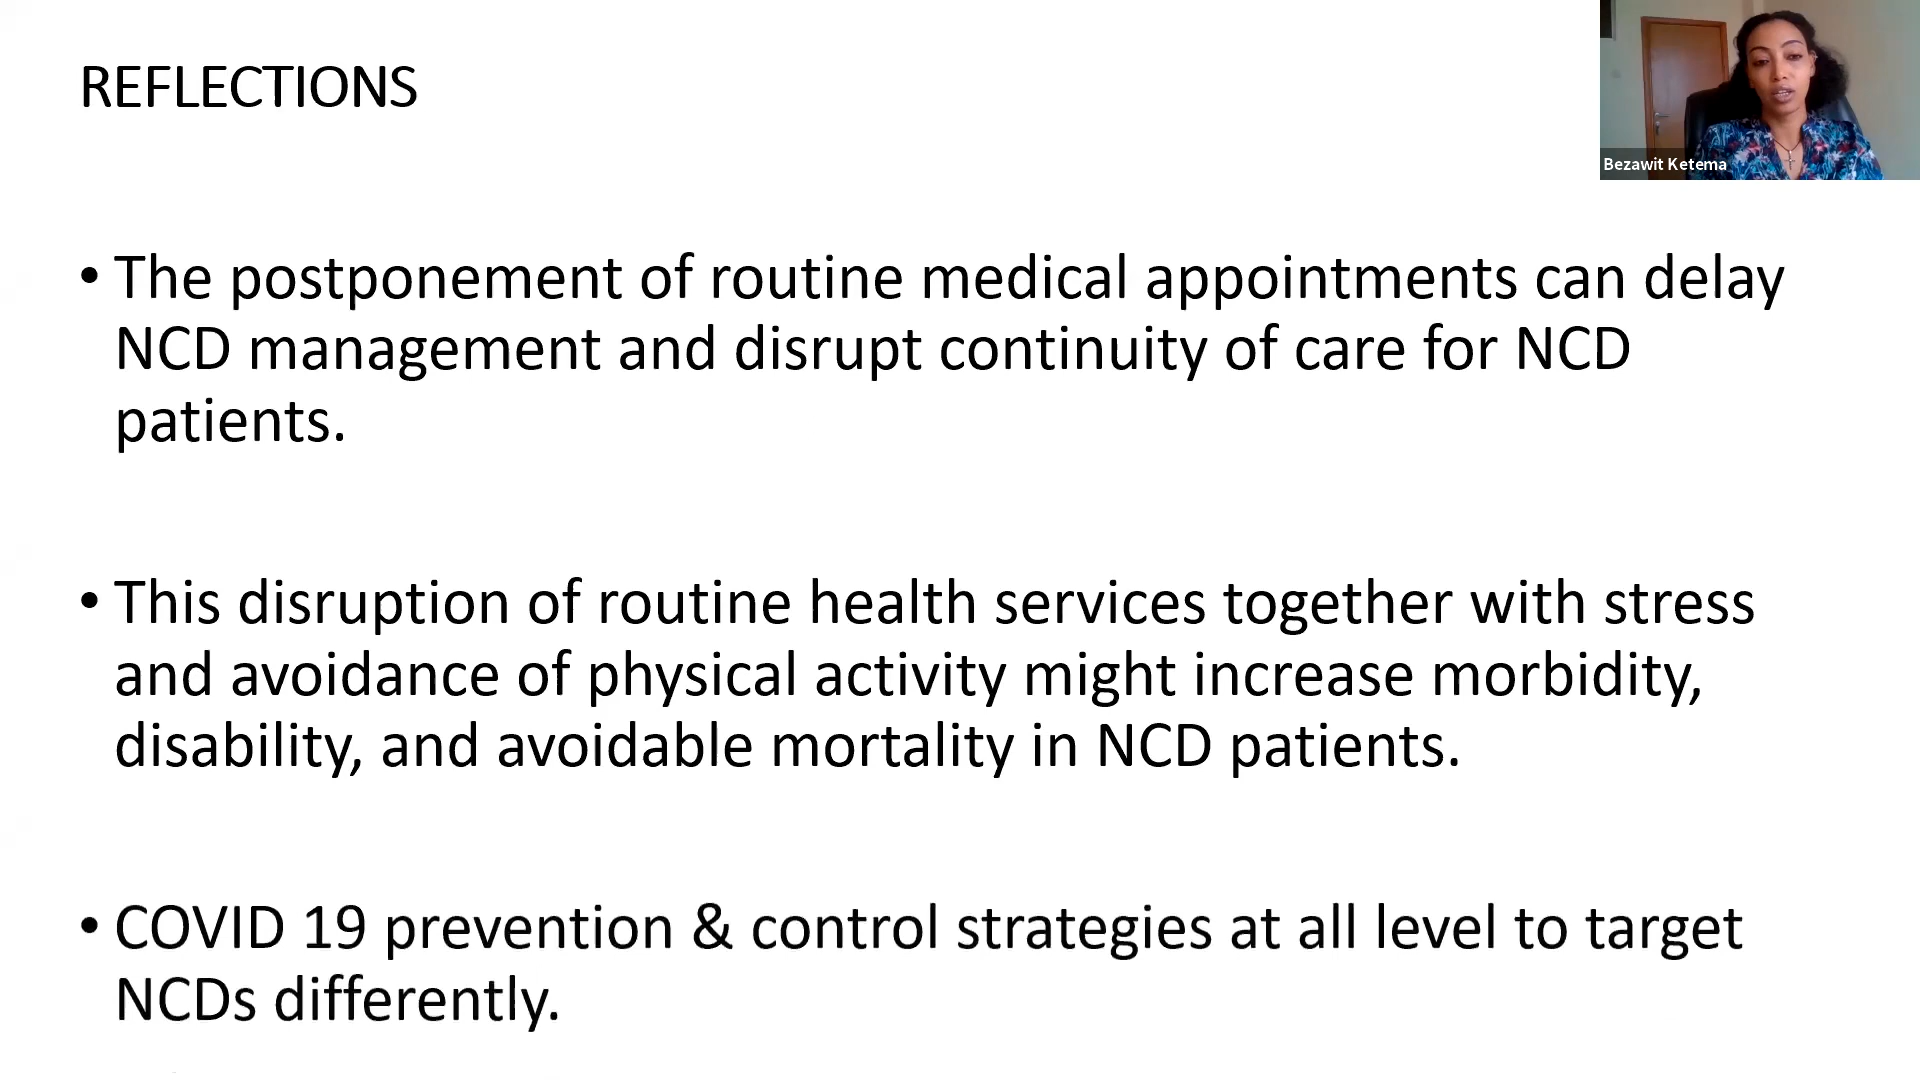 REFLECTIONS
Bezawit Ketema
• The postponement of routine medical appointments can delay
NCD management and disrupt continuity of care for NCD
patients.
• This disruption of routine health services together with stress
and avoidance of physical activity might increase morbidity,
disability, and avoidable mortality in NCD patients.
• COVID 19 prevention & control strategies at all level to target
NCDs differently.